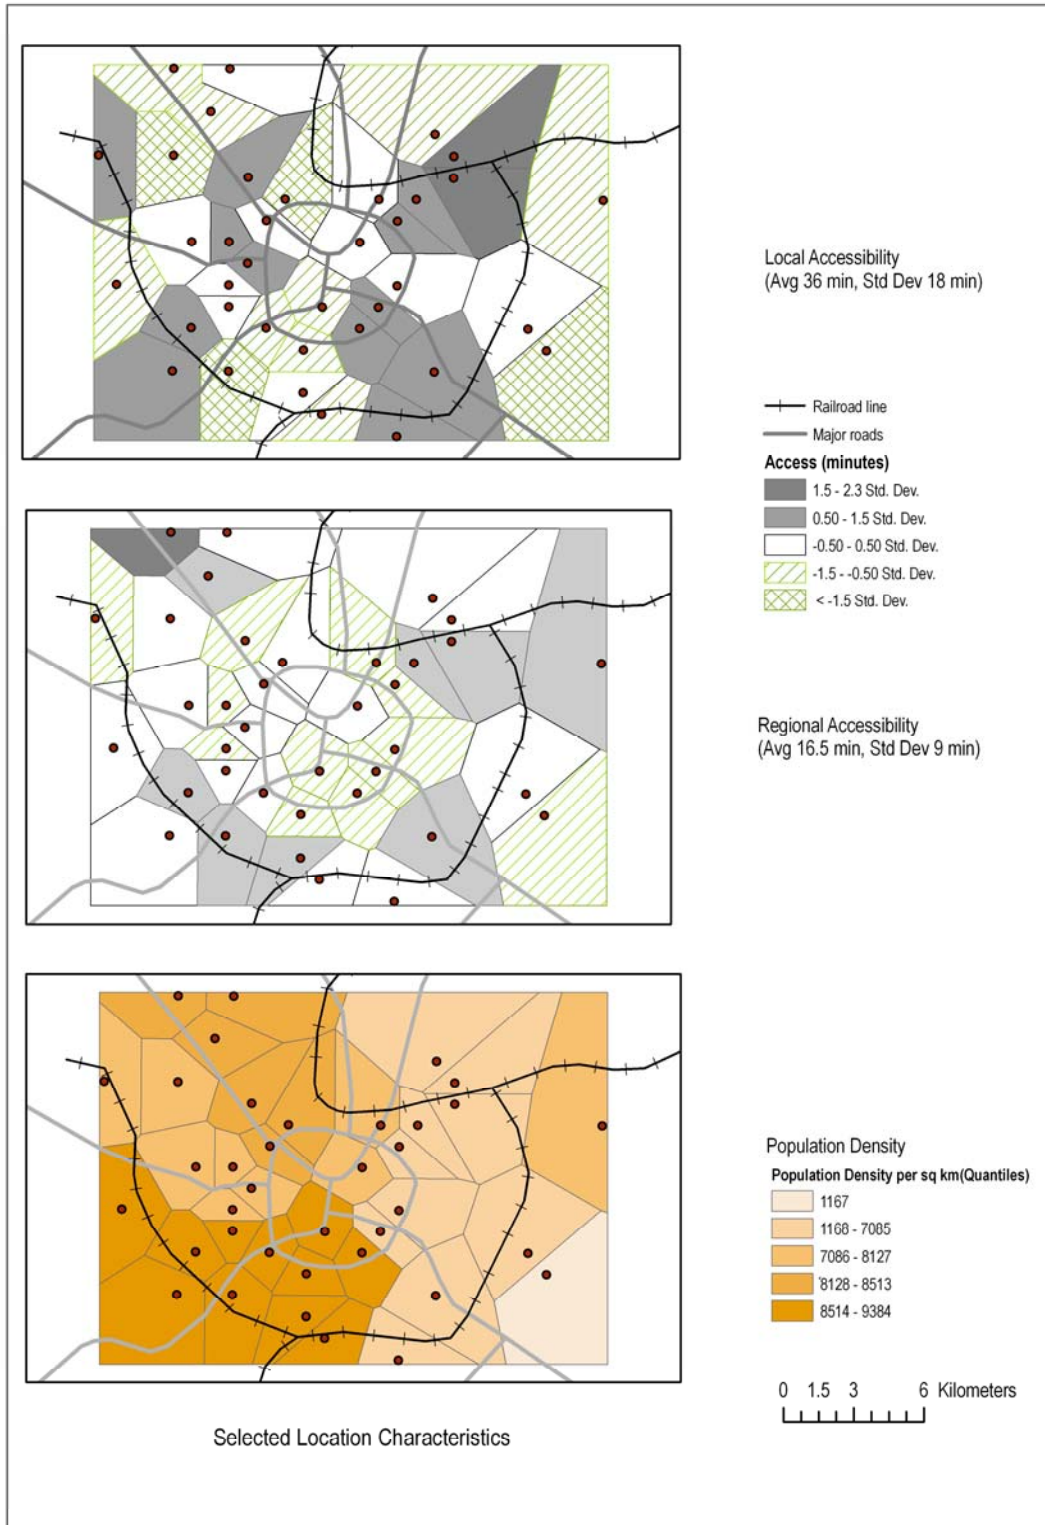 Local Accessibility
(Avg 36 min, Std Dev 18 min)
Railroad line
Major roads
Access (minutes)
1.5 - 2.3 Std. Dev.
0.50 - 1.5 Std. Dev.
-0.50 - 0.50 Std. Dev.
-1.5 - -0.50 Std. Dev.
< -1.5 Std. Dev.
Regional Accessibility
(Avg 16.5 min, Std Dev 9 min)
Population Density
Population Density per sq km(Quantiles)
1167
1168 - 7085
7086 - 8127
'8128 - 8513
8514 - 9384
0 1.5 3 6 Kilometers
Selected Location Characteristics